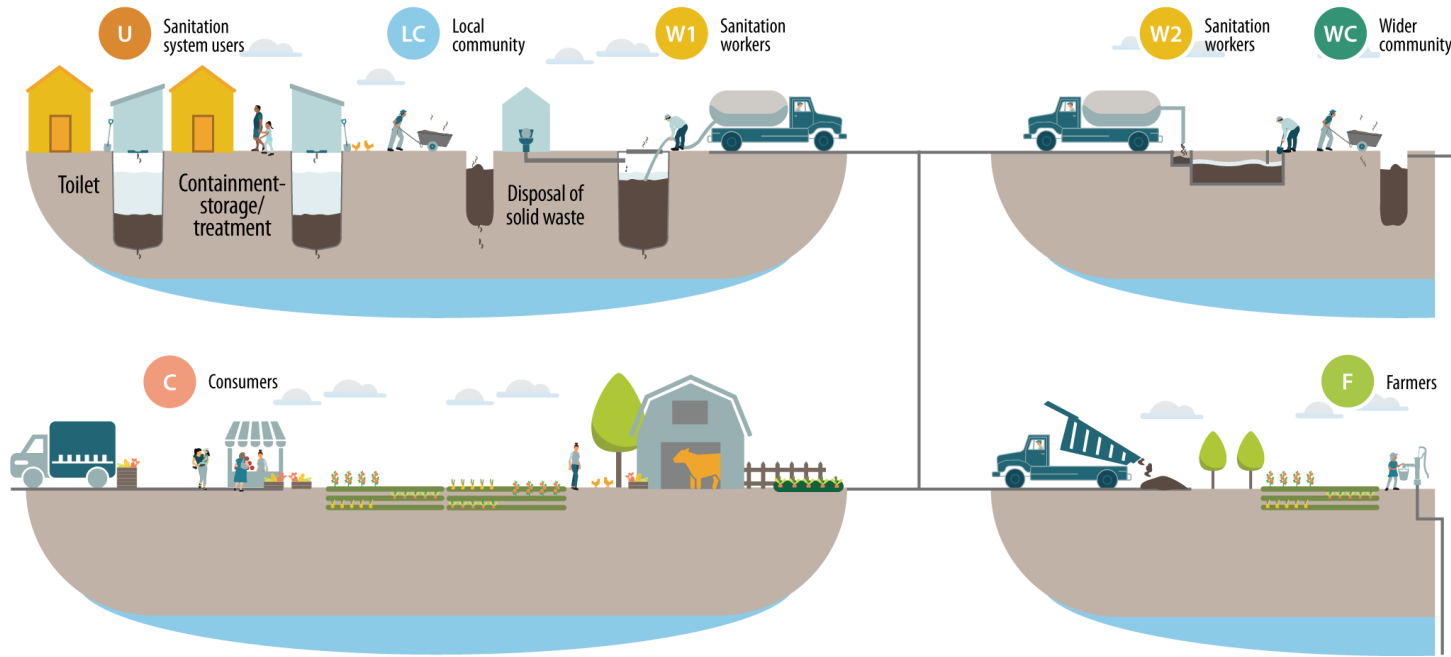 U
Sanitation
system users
LC
Local
community
W1
Sanitation
workers
W2
Sanitation
workers
WC
Wider
community
Toilet
Containment-
storage/
treatment
Disposal of
solid waste
C
Consumers
F
Farmers